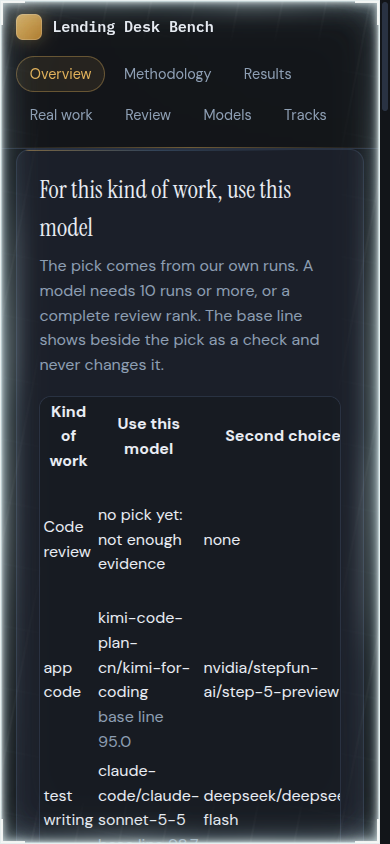 Lending Desk Bench
Overview Methodology Results
Real work Review Models Tracks
For this kind of work, use this
model
The pick comes from our own runs. A
model needs 10 runs or more, or a
complete review rank. The base line
shows beside the pick as a check and
never changes it.
Kind
of
work
Use this
model
Second choice
Code
review
no pick yet:
not enough
evidence
none
app
code
kimi-code-
plan-
cn/kimi-for-
coding
base line
95.0
nvidia/stepfun-
ai/step-5-preview
test
writing
claude-
code/claude-
sonnet-5-5
deepseek/deepsee
flash